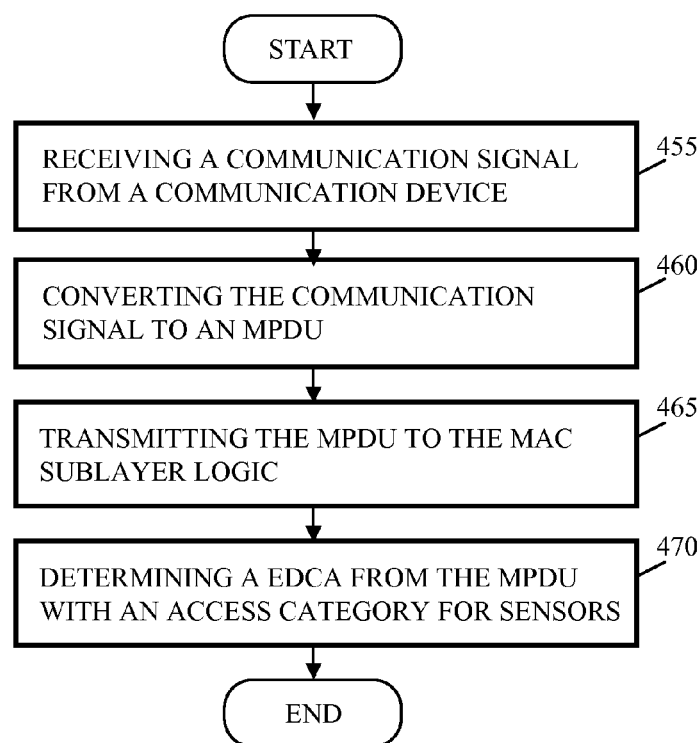 START
RECEIVING A COMMUNICATION SIGNAL
FROM A COMMUNICATION DEVICE
455
CONVERTING THE COMMUNICATION
SIGNAL TO AN MPDU
460
TRANSMITTING THE MPDU TO THE MAC
SUBLAYER LOGIC
465
DETERMINING A EDCA FROM THE MPDU
WITH AN ACCESS CATEGORY FOR SENSORS
470
END